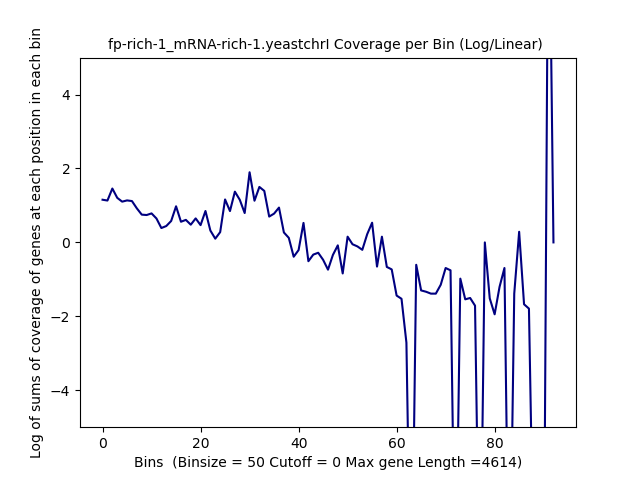 fp-rich-1_mRNA-rich-1.yeastchrI Coverage per Bin (Log/Linear)
Log of sums of coverage of genes at each position in each bin
4
2
0
−2
−4
0 20 40 60 80
Bins  (Binsize = 50 Cutoff = 0 Max gene Length =4614)